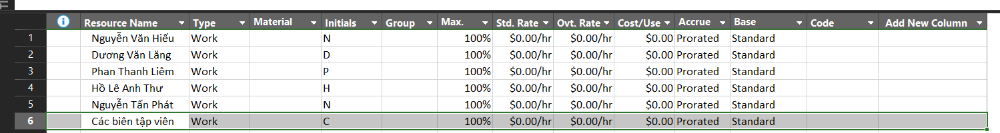 Resource Name Type Material Initials Group Max. Std. Rate Ovt. Rate Cost/Use Accrue Base Code Add New Column
1 Nguyễn Văn Hiếu Work N 100% $0.00/hr $0.00/hr $0.00 Prorated Standard
2 Dương Văn Lăng Work D 100% $0.00/hr $0.00/hr $0.00 Prorated Standard
3 Phan Thanh Liêm Work P 100% $0.00/hr $0.00/hr $0.00 Prorated Standard
4 Hồ Lê Anh Thư Work H 100% $0.00/hr $0.00/hr $0.00 Prorated Standard
5 Nguyễn Tấn Phát Work N 100% $0.00/hr $0.00/hr $0.00 Prorated Standard
6 Các biên tập viên Work C 100% $0.00/hr $0.00/hr $0.00 Prorated Standard